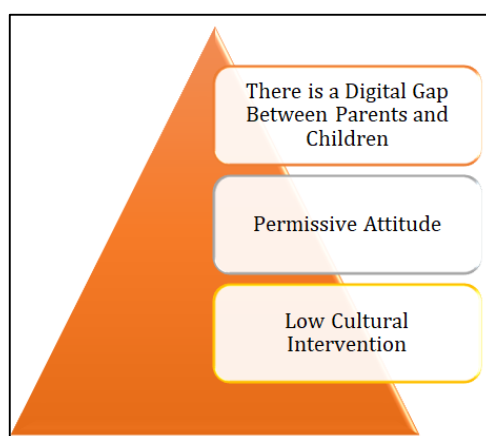 There is a Digital Gap
Between Parents and
Children
Permissive Attitude
Low Cultural
Intervention